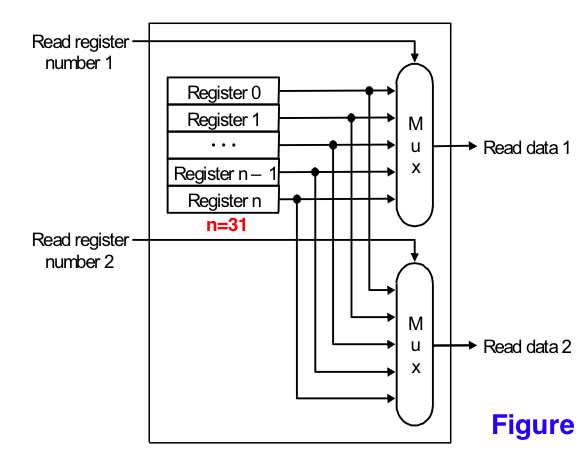 Read register
number 1
Register 0
Register 1
...
Register n – 1
Register n
n=31
M
u
x
Read data 1
Read register
number 2
M
u
x
Read data 2
Figure